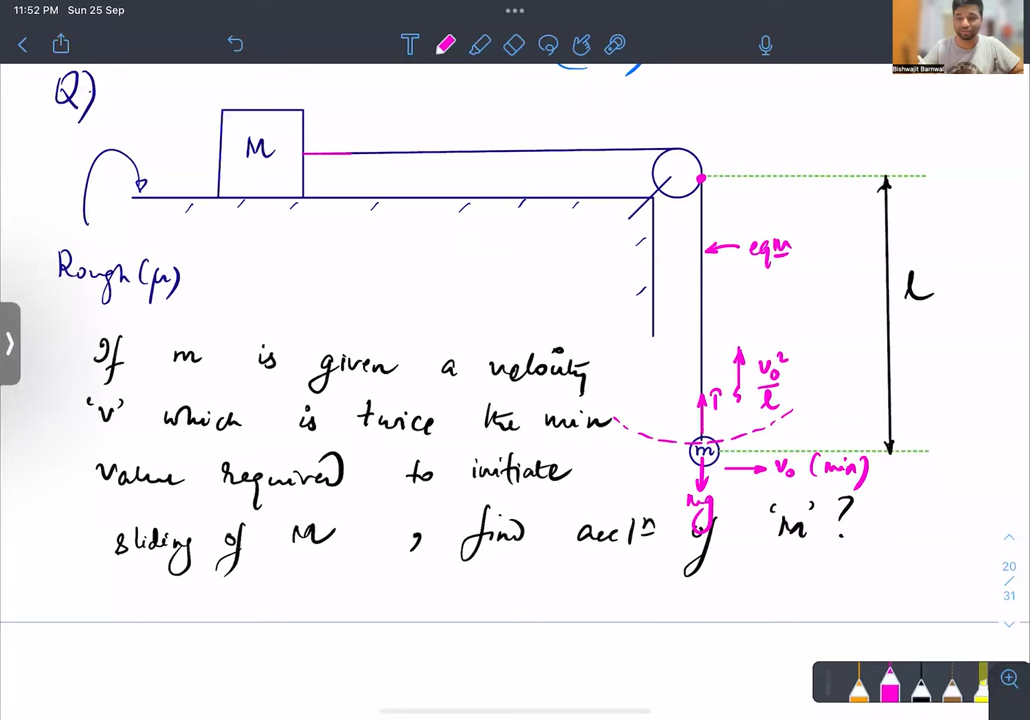 11:52 PM Sun 25 Sep
Bishwajit Barnwal
Q)
M
eqm
l
Rough (μ)
v₀²/l
T
m
v₀ (min)
mg
If m is given a velocity
'v' which is twice the min
value required to initiate
sliding of M , find accln of 'm' ?
20
/
31